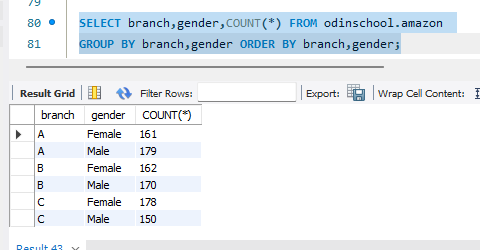 79
80 SELECT branch,gender,COUNT(*) FROM odinschool.amazon
81 GROUP BY branch,gender ORDER BY branch,gender;
Result Grid Filter Rows: Export: Wrap Cell Content:
branch gender COUNT(*)
A Female 161
A Male 179
B Female 162
B Male 170
C Female 178
C Male 150
Result 43